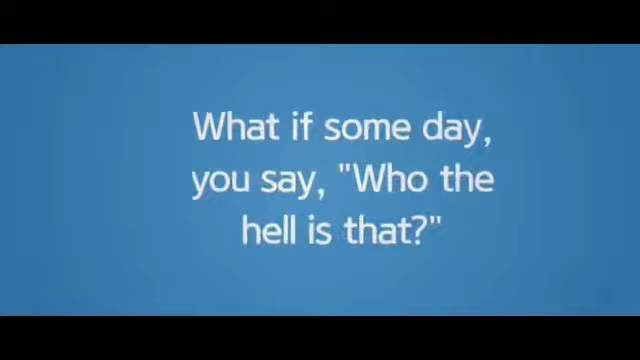 What if some day,
you say, "Who the
hell is that?"